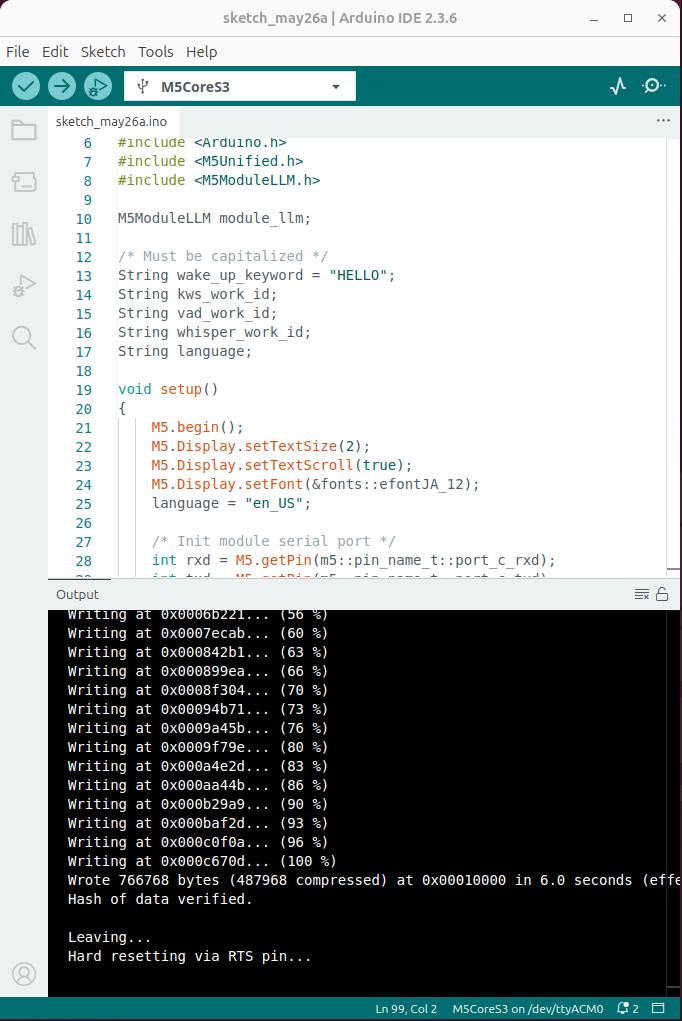 sketch_may26a | Arduino IDE 2.3.6
File Edit Sketch Tools Help
M5CoreS3
sketch_may26a.ino
6 #include <Arduino.h>
7 #include <M5Unified.h>
8 #include <M5ModuleLLM.h>
9
10 M5ModuleLLM module_llm;
11
12 /* Must be capitalized */
13 String wake_up_keyword = "HELLO";
14 String kws_work_id;
15 String vad_work_id;
16 String whisper_work_id;
17 String language;
18
19 void setup()
20 {
21 M5.begin();
22 M5.Display.setTextSize(2);
23 M5.Display.setTextScroll(true);
24 M5.Display.setFont(&fonts::efontJA_12);
25 language = "en_US";
26
27 /* Init module serial port */
28 int rxd = M5.getPin(m5::pin_name_t::port_c_rxd);
29 int txd = M5.getPin(m5::pin_name_t::port_c_txd);
Output
Writing at 0x0006b221... (56 %)
Writing at 0x0007ecab... (60 %)
Writing at 0x000842b1... (63 %)
Writing at 0x000899ea... (66 %)
Writing at 0x0008f304... (70 %)
Writing at 0x00094b71... (73 %)
Writing at 0x0009a45b... (76 %)
Writing at 0x0009f79e... (80 %)
Writing at 0x000a4e2d... (83 %)
Writing at 0x000aa44b... (86 %)
Writing at 0x000b29a9... (90 %)
Writing at 0x000baf2d... (93 %)
Writing at 0x000c0f0a... (96 %)
Writing at 0x000c670d... (100 %)
Wrote 766768 bytes (487968 compressed) at 0x00010000 in 6.0 seconds (effe
Hash of data verified.

Leaving...
Hard resetting via RTS pin...
Ln 99, Col 2 M5CoreS3 on /dev/ttyACM0 2